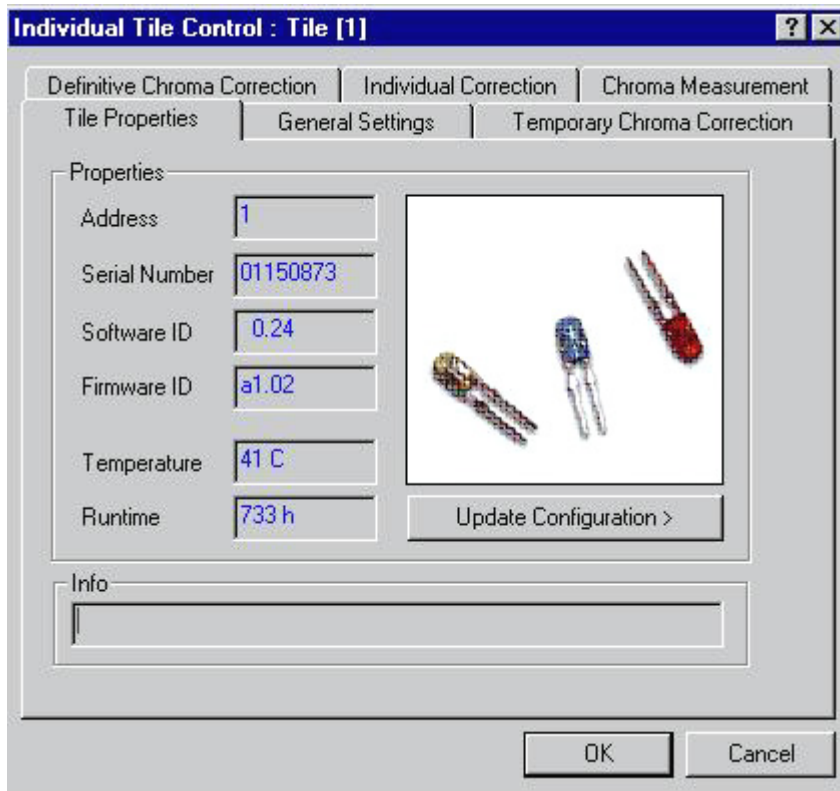 Individual Tile Control : Tile [1]
Definitive Chroma Correction
Individual Correction
Chroma Measurement
Tile Properties
General Settings
Temporary Chroma Correction
Properties
Address
1
Serial Number
01150873
Software ID
0.24
Firmware ID
a1.02
Temperature
41 C
Runtime
733 h
Update Configuration >
Info
OK
Cancel